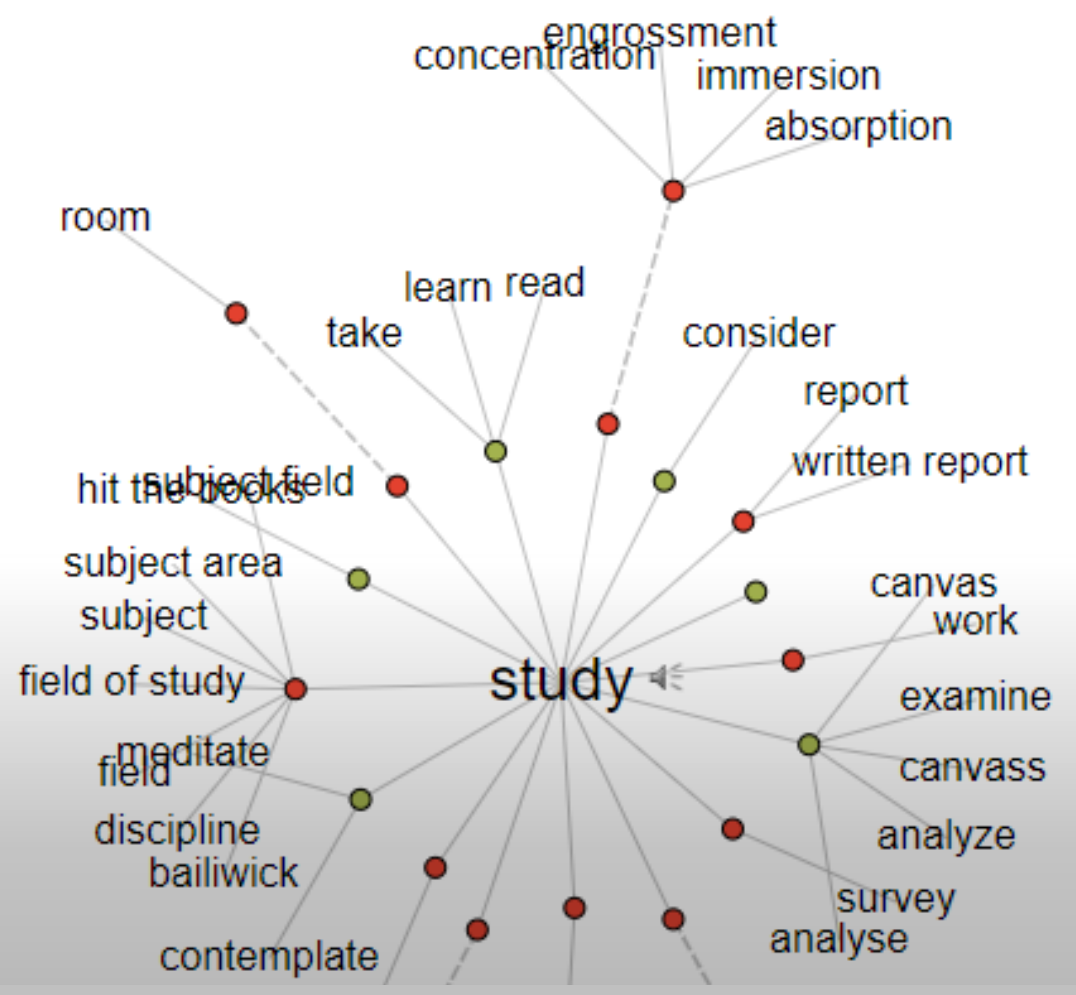 engrossment
concentration
immersion
absorption
room
learn
read
take
consider
report
written report
subject field
hit the books
subject area
canvas
subject
work
study
field of study
examine
meditate
field
canvass
discipline
analyze
bailiwick
survey
analyse
contemplate